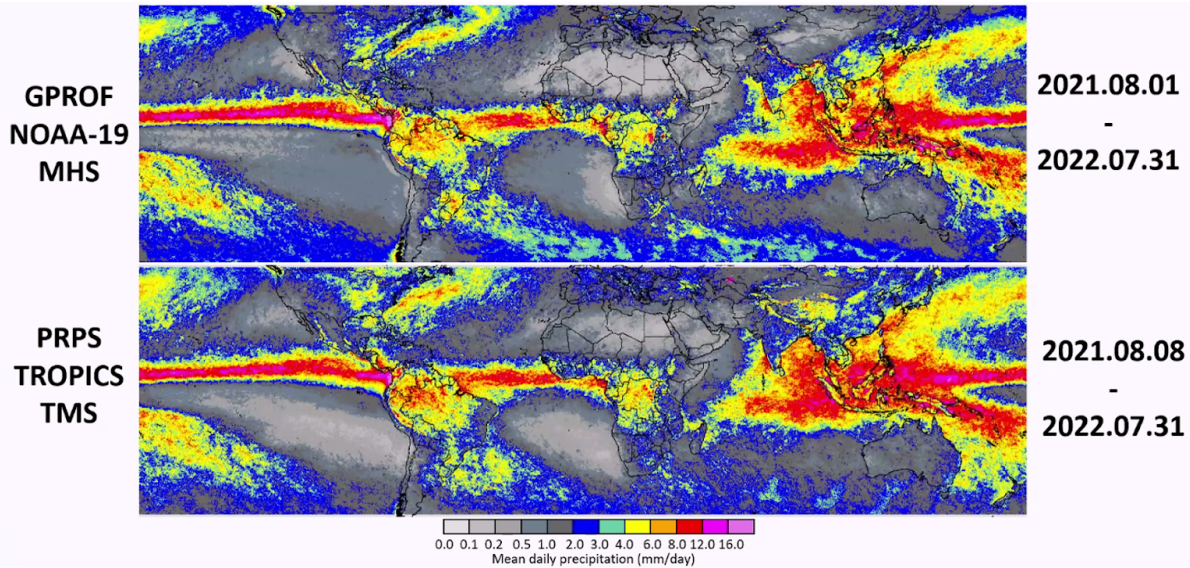 GPROF
NOAA-19
MHS
2021.08.01
-
2022.07.31
PRPS
TROPICS
TMS
2021.08.08
-
2022.07.31
0.0 0.1 0.2 0.5 1.0 2.0 3.0 4.0 6.0 8.0 12.0 16.0
Mean daily precipitation (mm/day)